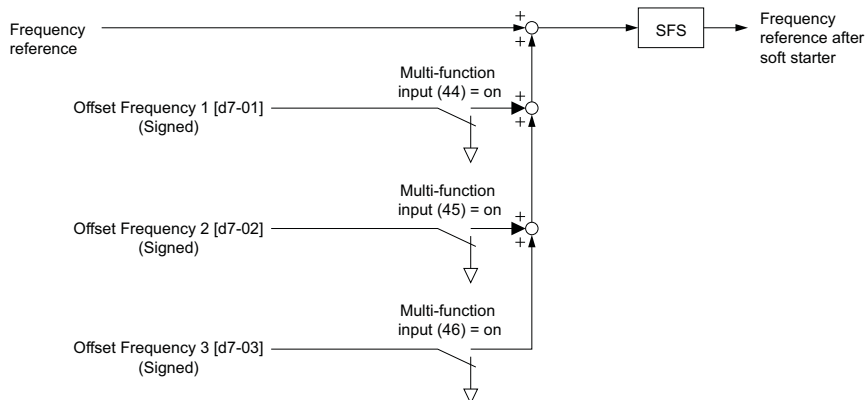 Frequency
reference
+
+
SFS
Frequency
reference after
soft starter
Multi-function
input (44) = on
Offset Frequency 1 [d7-01]
(Signed)
+
+
Multi-function
input (45) = on
Offset Frequency 2 [d7-02]
(Signed)
+
+
Multi-function
input (46) = on
Offset Frequency 3 [d7-03]
(Signed)